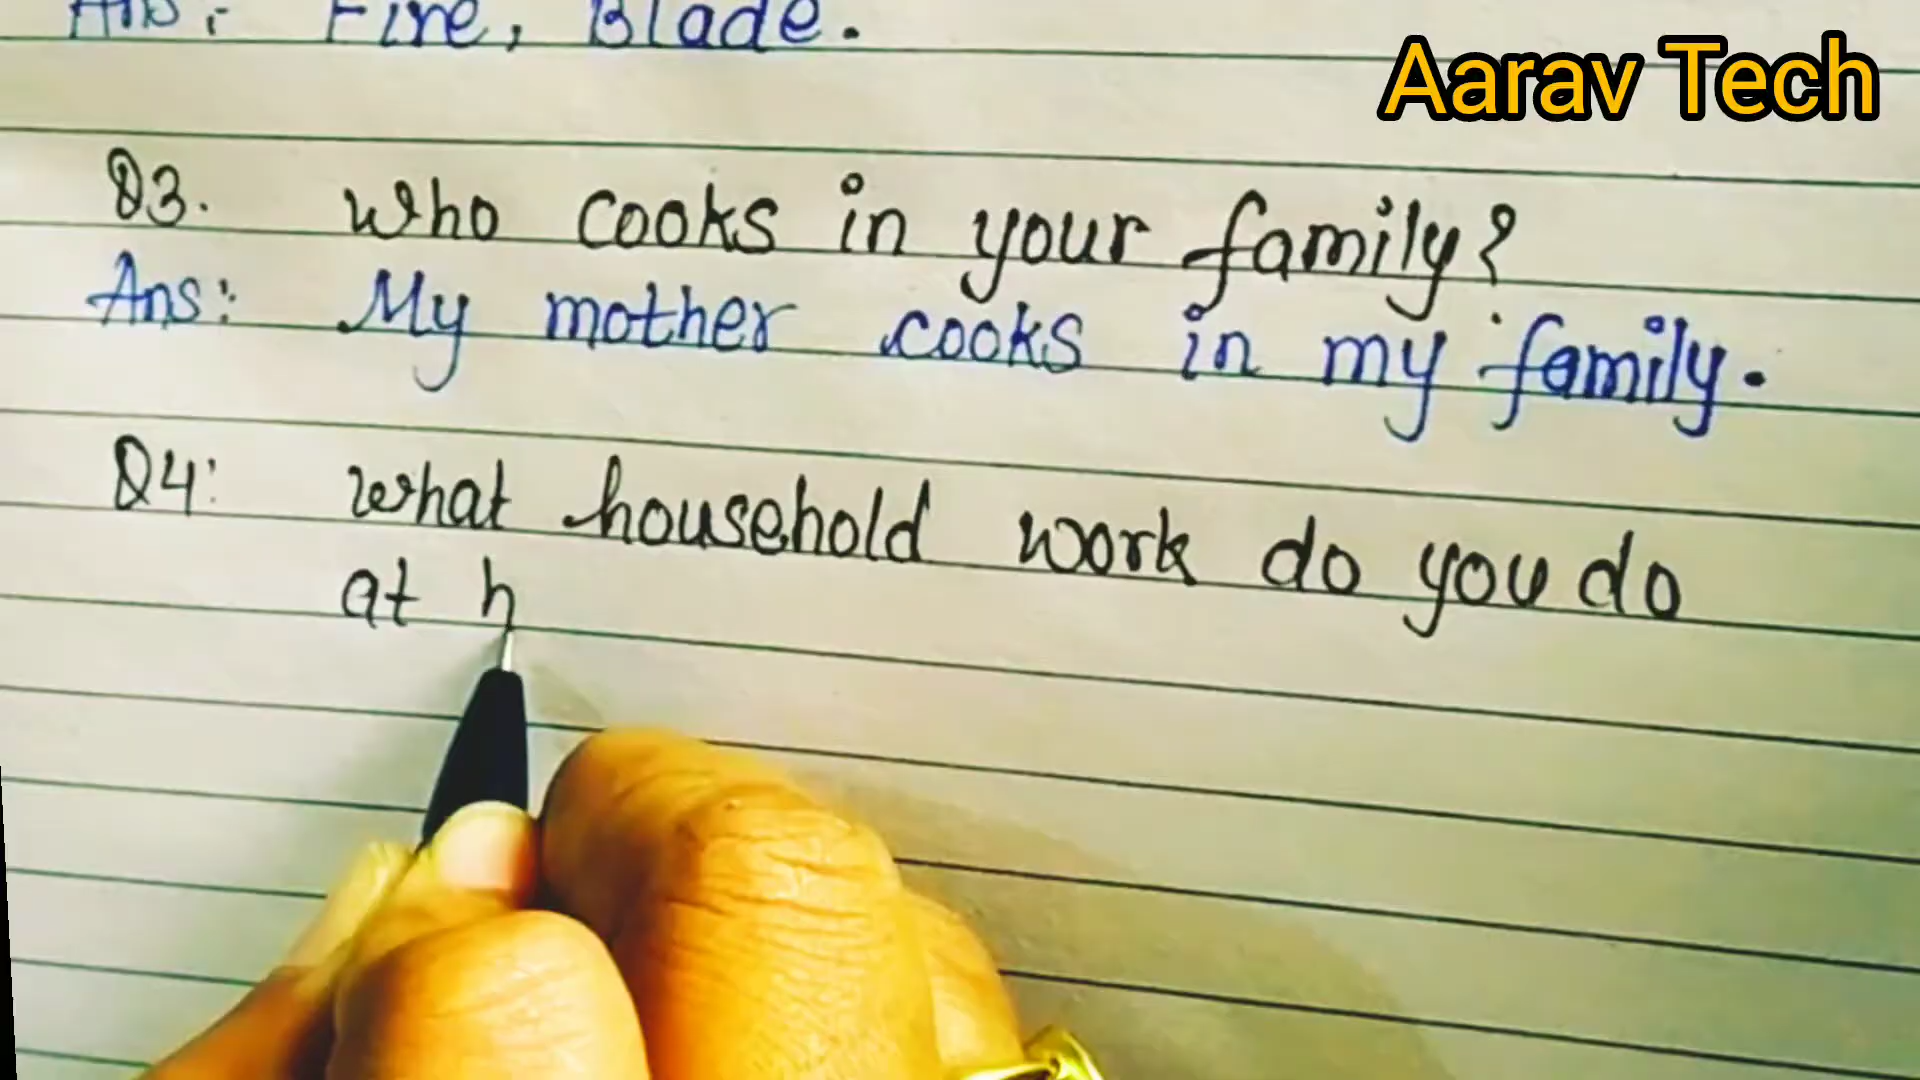 Ans: Fire, Blade.
Aarav Tech
Q3. Who cooks in your family?
Ans: My mother cooks in my family.
Q4: What household work do you do
at h